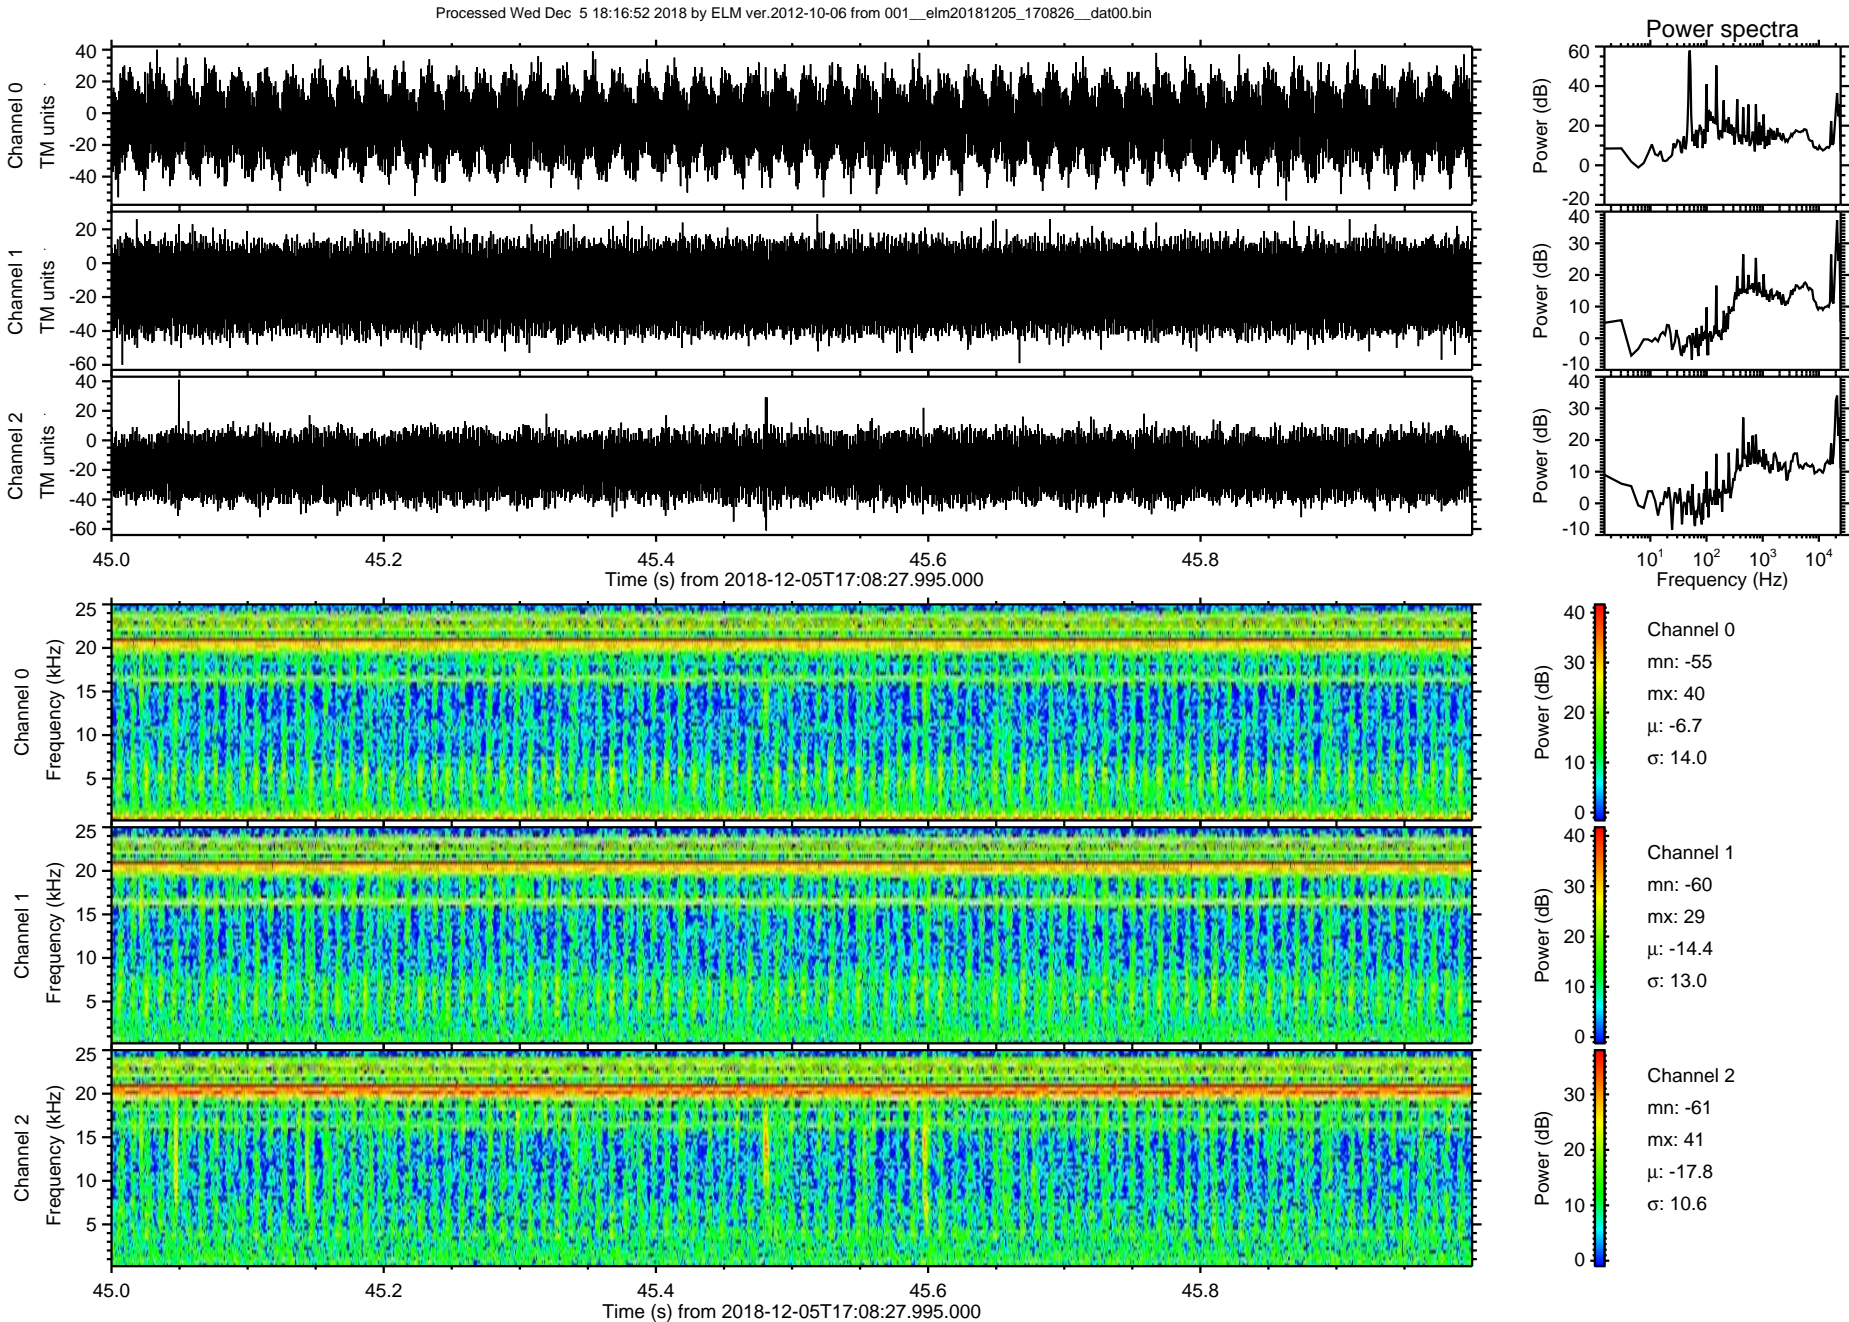 Processed Wed Dec  5 18:16:52 2018 by ELM ver.2012-10-06 from 001__elm20181205_170826__dat00.bin
Power spectra
Channel 0
TM units
40
20
0
-20
-40
Power (dB)
60
40
20
0
-20
Channel 1
TM units
20
0
-20
-40
-60
Power (dB)
40
30
20
10
0
-10
Channel 2
TM units
40
20
0
-20
-40
-60
Power (dB)
40
30
20
10
0
-10
45.0 45.2 45.4 45.6 45.8
Time (s) from 2018-12-05T17:08:27.995.000
10^1 10^2 10^3 10^4
Frequency (Hz)
Channel 0
Frequency (kHz)
25
20
15
10
5
Power (dB)
40
30
20
10
0
Channel 0
mn: -55
mx: 40
μ: -6.7
σ: 14.0
Channel 1
Frequency (kHz)
25
20
15
10
5
Power (dB)
40
30
20
10
0
Channel 1
mn: -60
mx: 29
μ: -14.4
σ: 13.0
Channel 2
Frequency (kHz)
25
20
15
10
5
Power (dB)
30
20
10
0
Channel 2
mn: -61
mx: 41
μ: -17.8
σ: 10.6
45.0 45.2 45.4 45.6 45.8
Time (s) from 2018-12-05T17:08:27.995.000